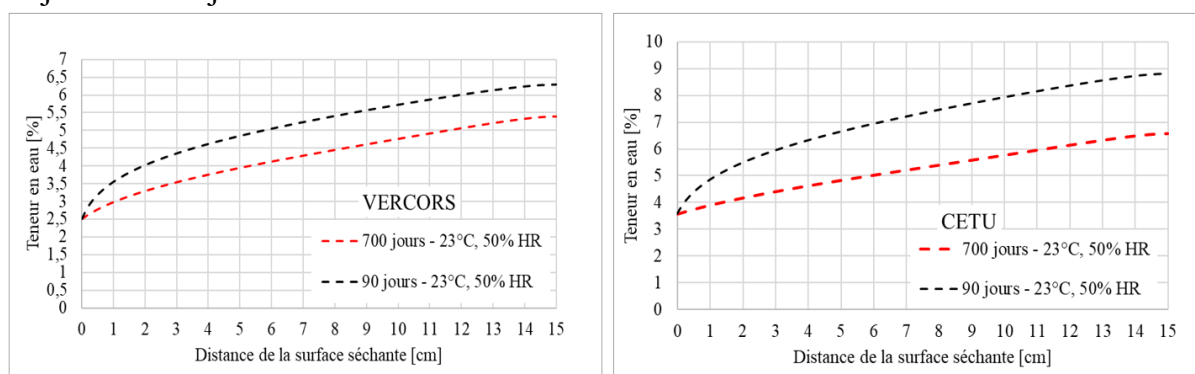 7
6,5
6
5,5
5
4,5
4
3,5
3
2,5
2
1,5
1
0,5
0
Teneur en eau [%]
VERCORS
700 jours - 23°C, 50% HR
90 jours - 23°C, 50% HR
0 1 2 3 4 5 6 7 8 9 10 11 12 13 14 15
Distance de la surface séchante [cm]
10
9
8
7
6
5
4
3
2
1
0
Teneur en eau [%]
CETU
700 jours - 23°C, 50% HR
90 jours - 23°C, 50% HR
0 1 2 3 4 5 6 7 8 9 10 11 12 13 14 15
Distance de la surface séchante [cm]